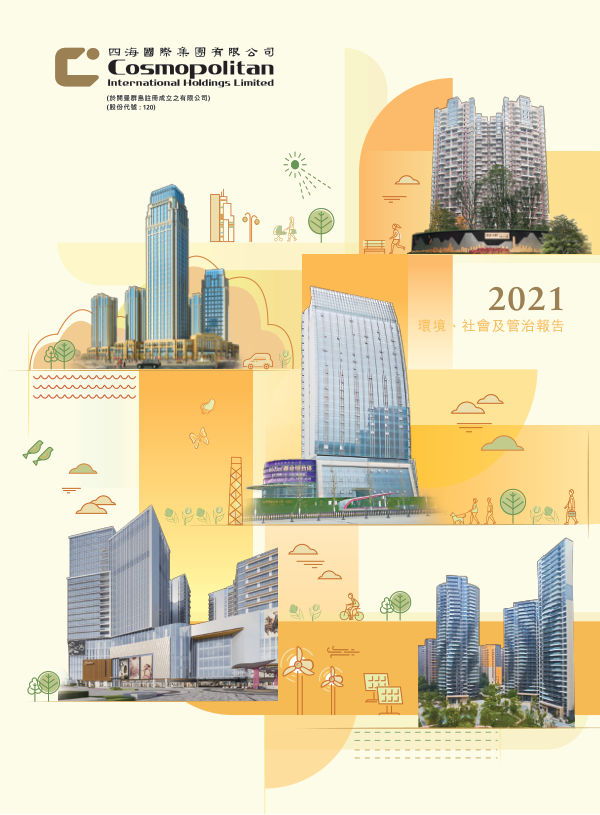 四海國際集團有限公司
Cosmopolitan
International Holdings Limited
(於開曼群島註冊成立之有限公司)
(股份代號 : 120)
2021
環境、社會及管治報告